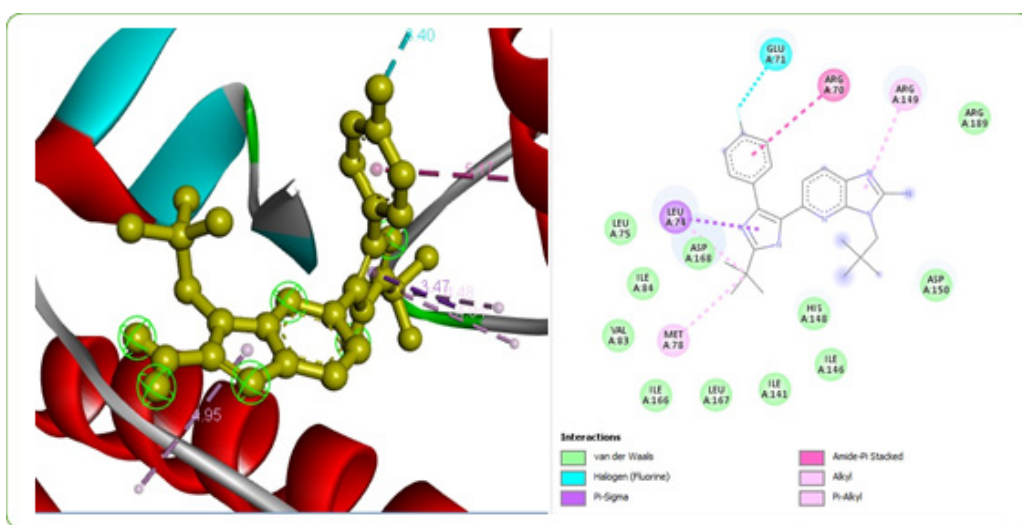 3.40
3.47
4.95
GLU
A:71
ARG
A:70
ARG
A:149
ARG
A:189
LEU
A:75
LEU
A:74
ASP
A:168
ILE
A:84
ASP
A:150
HIS
A:148
VAL
A:83
MET
A:78
ILE
A:146
ILE
A:166
LEU
A:167
ILE
A:141
Interactions
van der Waals
Halogen (Fluorine)
Pi-Sigma
Amide-Pi Stacked
Alkyl
Pi-Alkyl